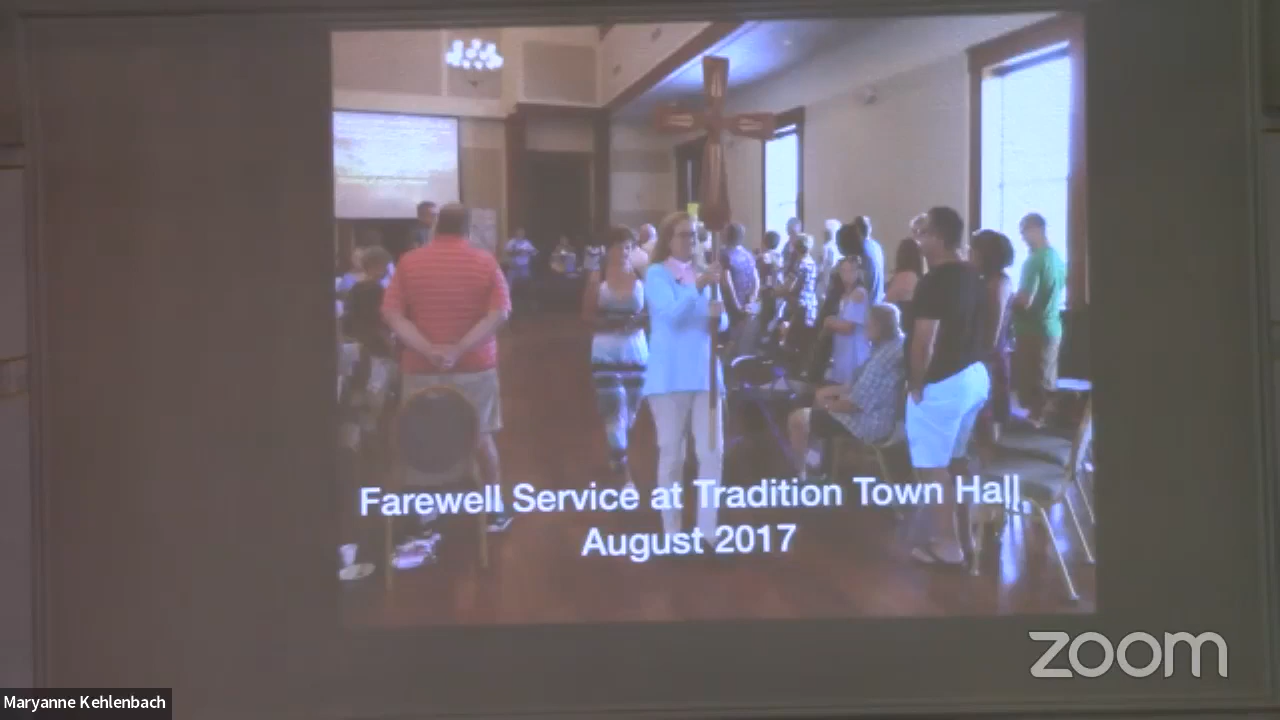 Farewell Service at Tradition Town Hall,
August 2017
zoom
Maryanne Kehlenbach